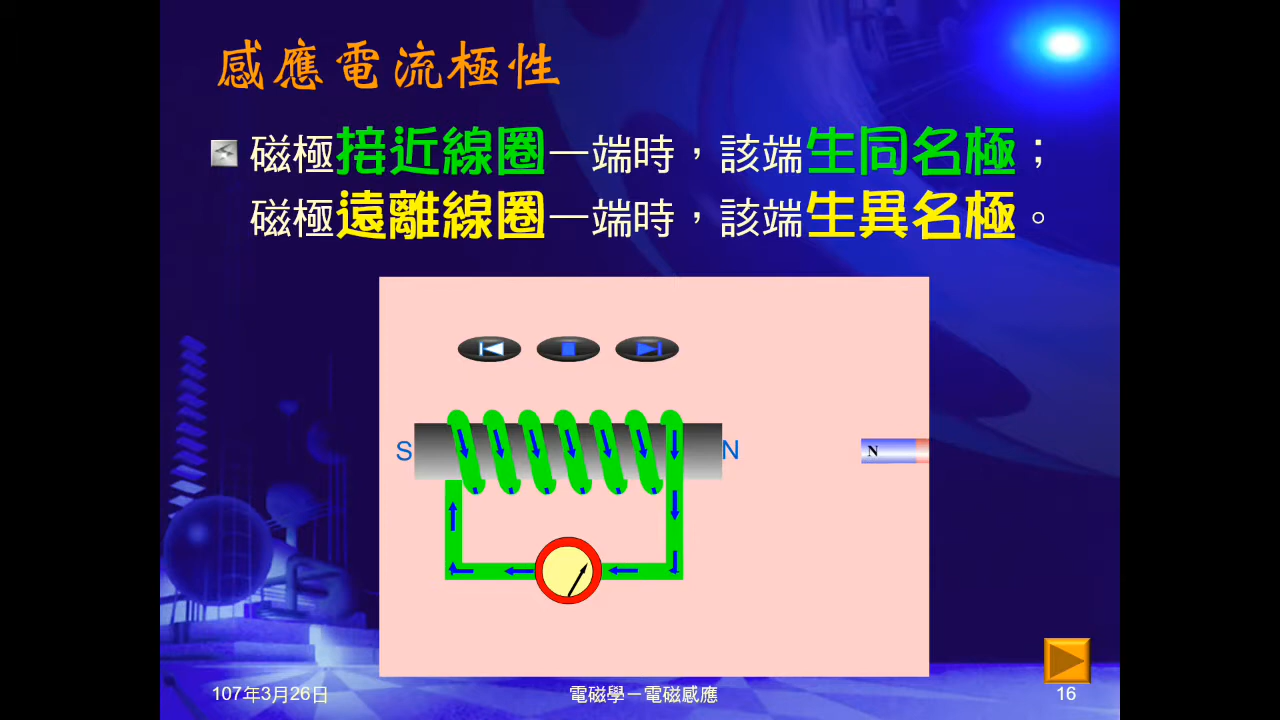 感應電流極性
磁極接近線圈一端時，該端生同名極；
磁極遠離線圈一端時，該端生異名極。
S
N
N
107年3月26日
電磁學－電磁感應
16